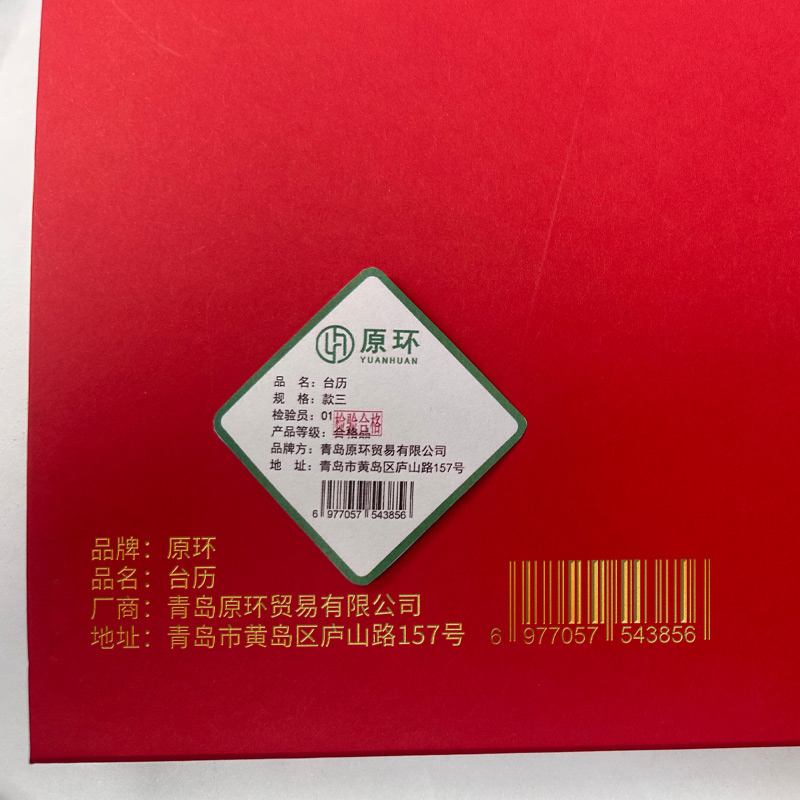 原环
YUANHUAN
品 名：台历
规 格：款三
检验员：01
检验合格
产品等级：合格品
品牌方：青岛原环贸易有限公司
地 址：青岛市黄岛区庐山路157号
6 977057 543856
品牌：原环
品名：台历
厂商：青岛原环贸易有限公司
地址：青岛市黄岛区庐山路157号
6 977057 543856